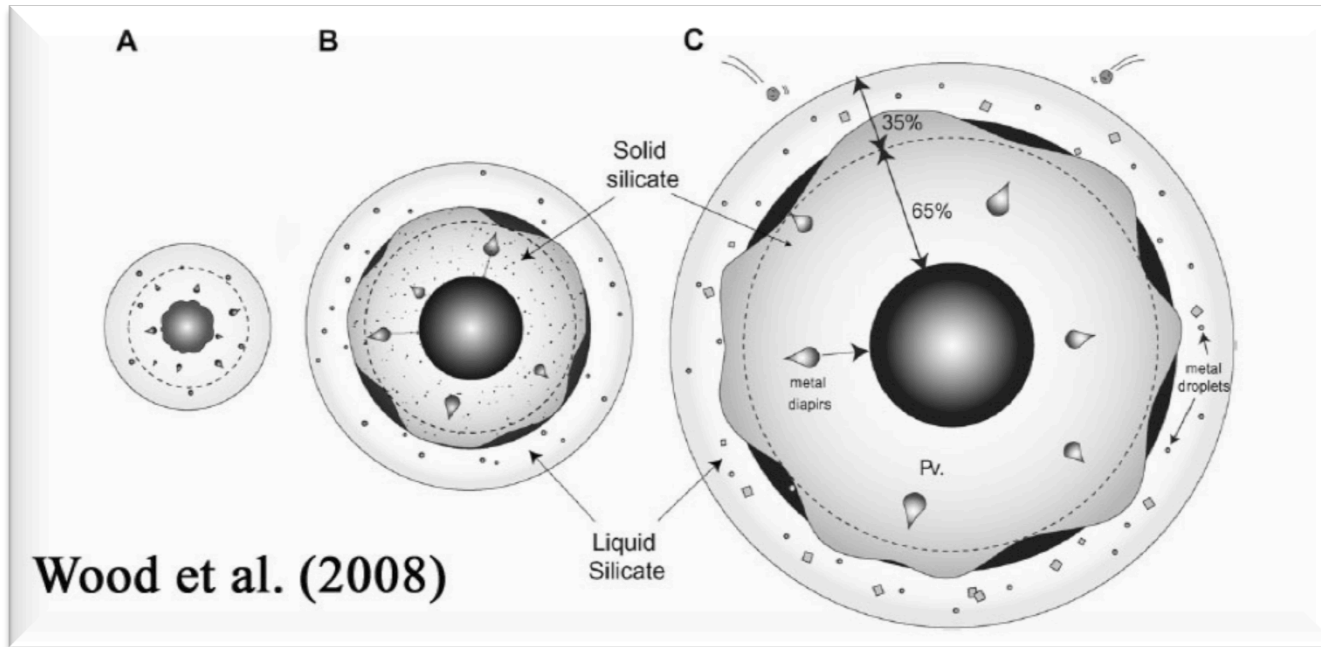 A
B
C
35%
Solid
silicate
65%
metal
diapirs
metal
droplets
Pv.
Liquid
Silicate
Wood et al. (2008)